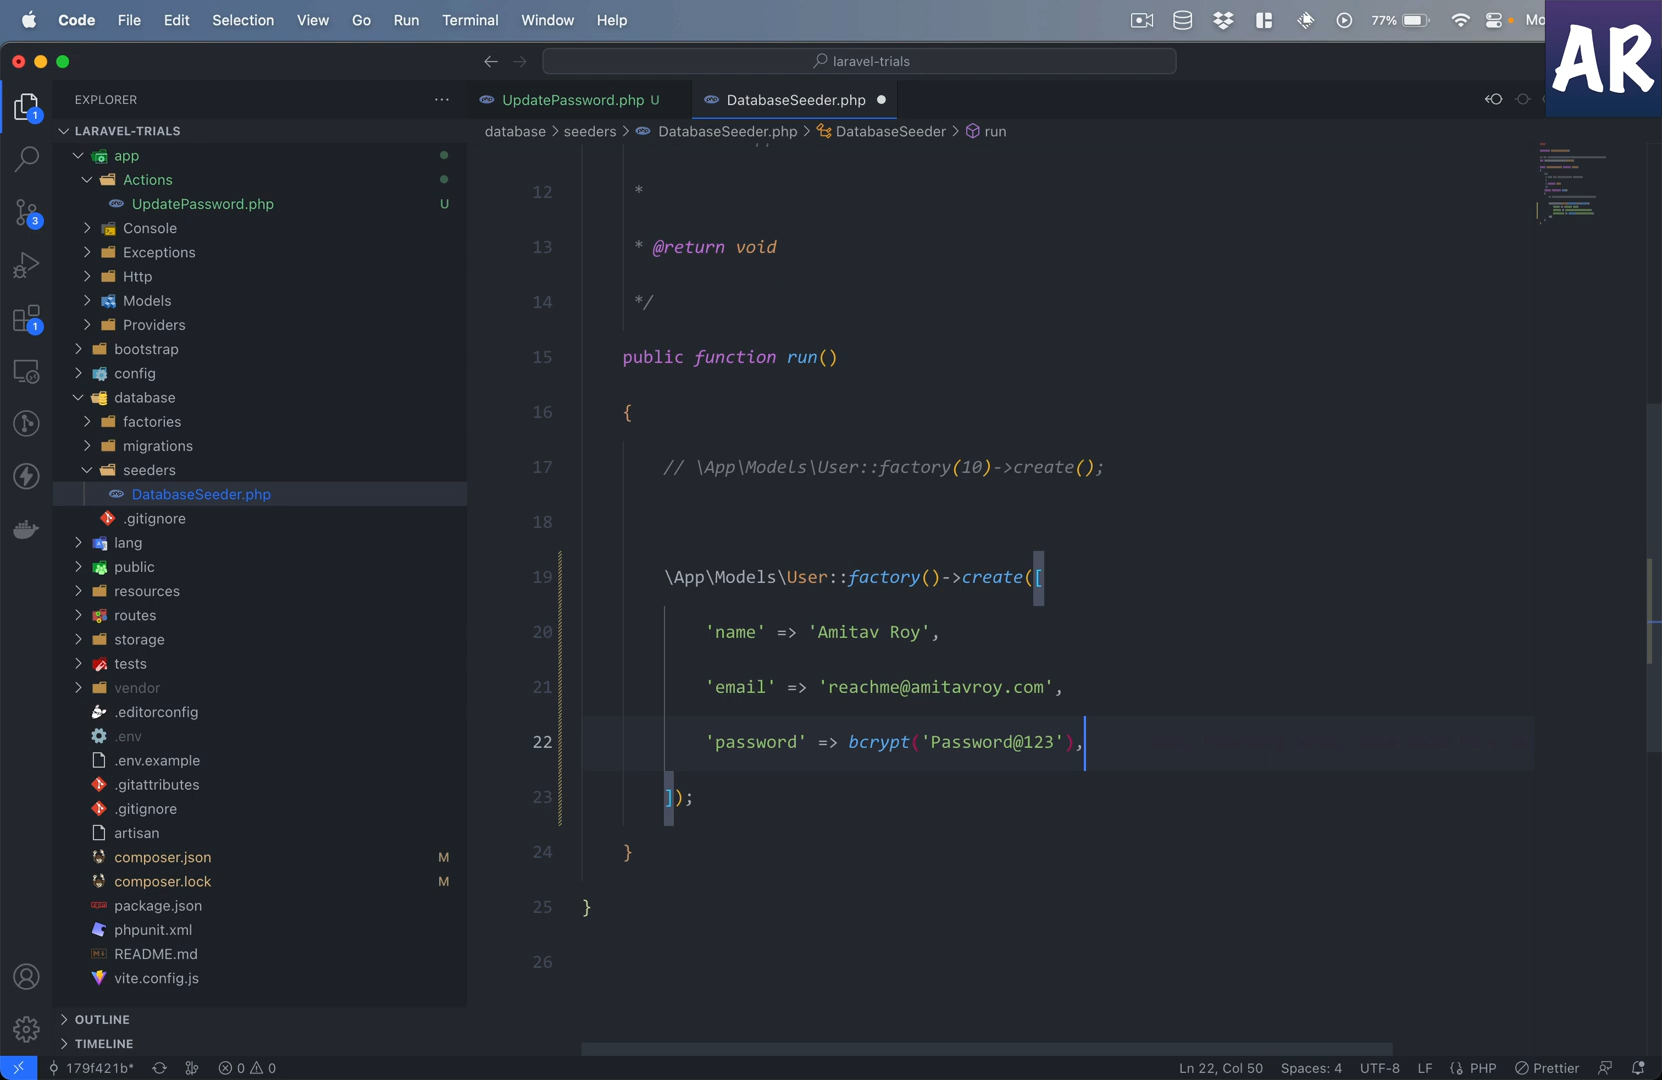 Code File Edit Selection View Go Run Terminal Window Help 77% Mo
AR
laravel-trials
EXPLORER
UpdatePassword.php U
DatabaseSeeder.php
database > seeders > DatabaseSeeder.php > DatabaseSeeder > run
LARAVEL-TRIALS
app
Actions
UpdatePassword.php U
Console
Exceptions
Http
Models
Providers
bootstrap
config
database
factories
migrations
seeders
DatabaseSeeder.php
.gitignore
lang
public
resources
routes
storage
tests
vendor
.editorconfig
.env
.env.example
.gitattributes
.gitignore
artisan
composer.json M
composer.lock M
package.json
phpunit.xml
README.md
vite.config.js
OUTLINE
TIMELINE
1
3
1
12 *
13 * @return void
14 */
15 public function run()
16 {
17 // \App\Models\User::factory(10)->create();
18
19 \App\Models\User::factory()->create([
20 'name' => 'Amitav Roy',
21 'email' => 'reachme@amitavroy.com',
22 'password' => bcrypt('Password@123'),
23 ]);
24 }
25 }
26
179f421b* 0 0 Ln 22, Col 50 Spaces: 4 UTF-8 LF PHP Prettier